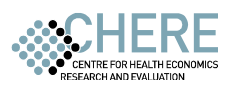 CHERE
CENTRE FOR HEALTH ECONOMICS
RESEARCH AND EVALUATION